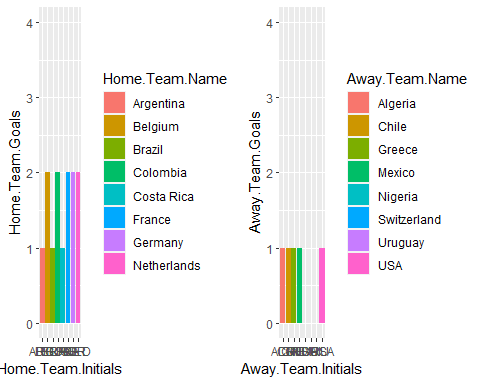 Home.Team.Goals
4
3
2
1
0
Home.Team.Initials
Home.Team.Name
Argentina
Belgium
Brazil
Colombia
Costa Rica
France
Germany
Netherlands
Away.Team.Goals
4
3
2
1
0
Away.Team.Initials
Away.Team.Name
Algeria
Chile
Greece
Mexico
Nigeria
Switzerland
Uruguay
USA